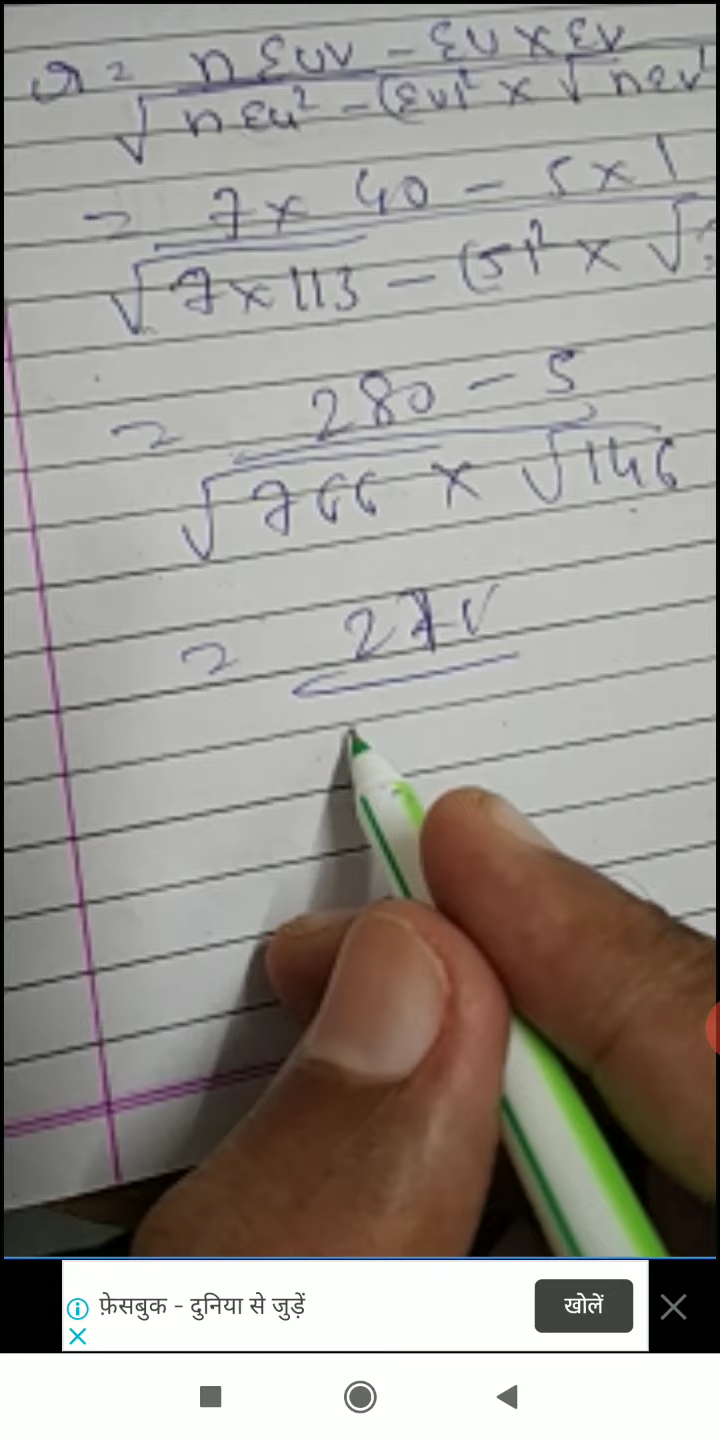 r = nΣUV - ΣU × ΣV
√nΣu² - (ΣU)² × √nΣV²
= 7 × 40 - 5 × 1
√7 × 113 - (5)² × √
= 280 - 5
√766 × √146
=
फ़ेसबुक - दुनिया से जुड़ें
खोलें